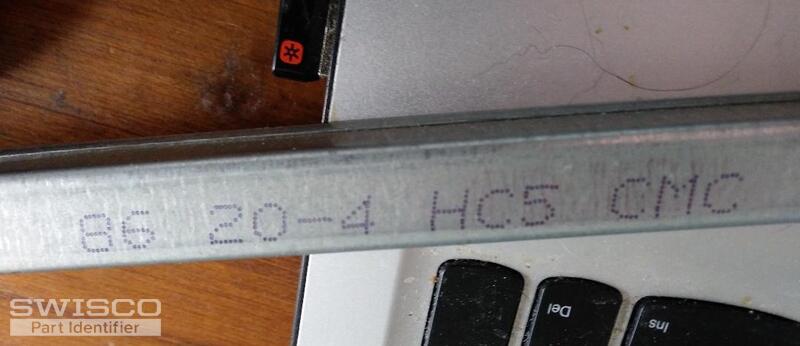 86 20-4 HC5 CMC
Del
Ins
SWISCO
Part Identifier